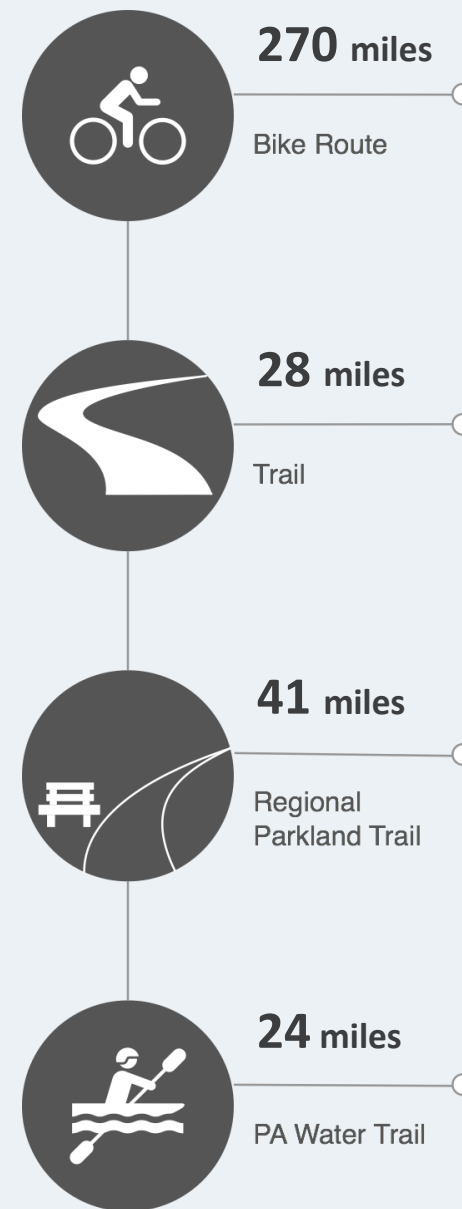 270 miles
Bike Route
28 miles
Trail
41 miles
Regional
Parkland Trail
24 miles
PA Water Trail